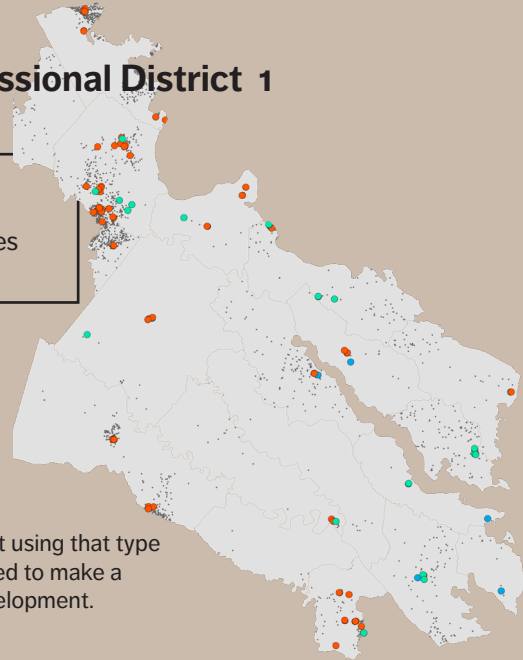 ssional District 1
es
t using that type
ed to make a
elopment.